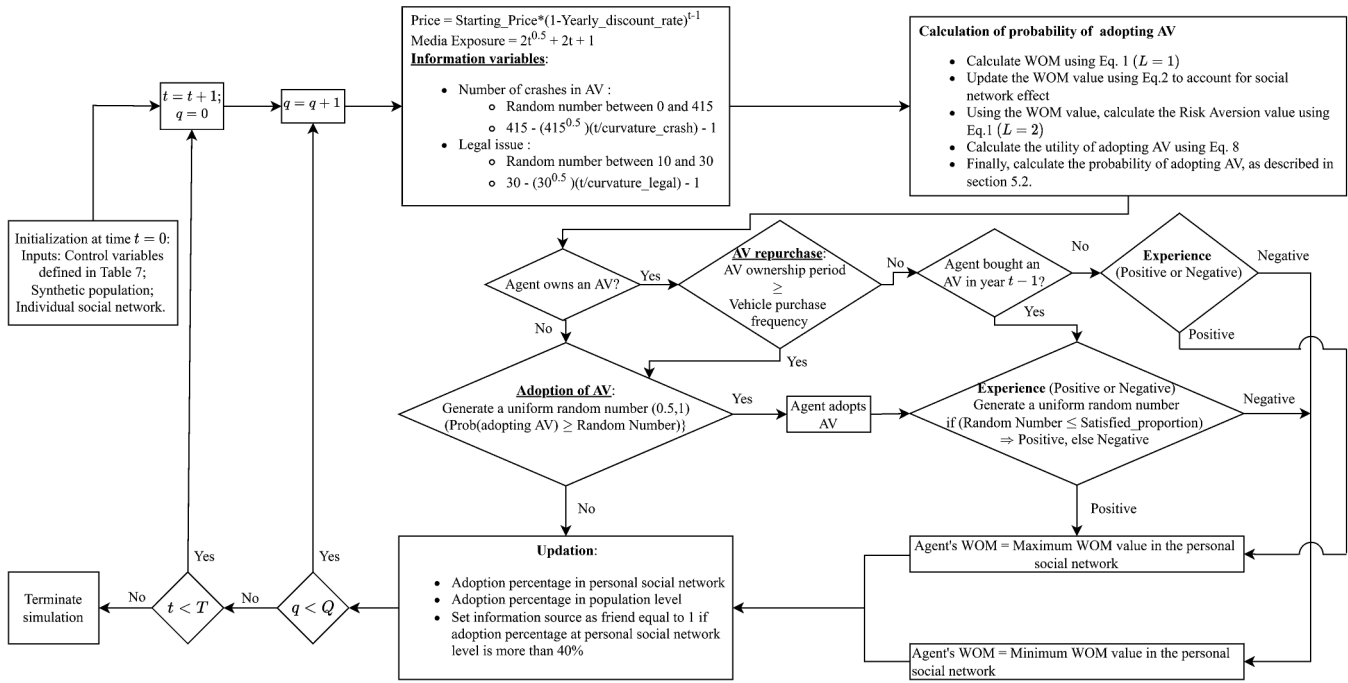 Price = Starting_Price*(1-Yearly_discount_rate)^{t-1}
Media Exposure = 2t^{0.5} + 2t + 1
Information variables:
• Number of crashes in AV :
o Random number between 0 and 415
o 415 - (415^{0.5} )(t/curvature_crash) - 1
• Legal issue :
o Random number between 10 and 30
o 30 - (30^{0.5} )(t/curvature_legal) - 1
Calculation of probability of adopting AV
• Calculate WOM using Eq. 1 (L = 1)
• Update the WOM value using Eq.2 to account for social
network effect
• Using the WOM value, calculate the Risk Aversion value using
Eq.1 (L = 2)
• Calculate the utility of adopting AV using Eq. 8
• Finally, calculate the probability of adopting AV, as described in
section 5.2.
t = t + 1;
q = 0
q = q + 1
Initialization at time t = 0:
Inputs: Control variables
defined in Table 7;
Synthetic population;
Individual social network.
Agent owns an AV?
Yes
No
AV repurchase:
AV ownership period
≥
Vehicle purchase
frequency
No
Yes
Agent bought an
AV in year t − 1?
No
Yes
Experience
(Positive or Negative)
Negative
Positive
Adoption of AV:
Generate a uniform random number (0.5,1)
(Prob(adopting AV) ≥ Random Number)}
Yes
No
Agent adopts
AV
Experience (Positive or Negative)
Generate a uniform random number
if (Random Number ≤ Satisfied_proportion)
⇒ Positive, else Negative
Negative
Positive
Agent's WOM = Maximum WOM value in the personal
social network
Agent's WOM = Minimum WOM value in the personal
social network
Updation:
• Adoption percentage in personal social network
• Adoption percentage in population level
• Set information source as friend equal to 1 if
adoption percentage at personal social network
level is more than 40%
q < Q
Yes
No
t < T
Yes
No
Terminate
simulation